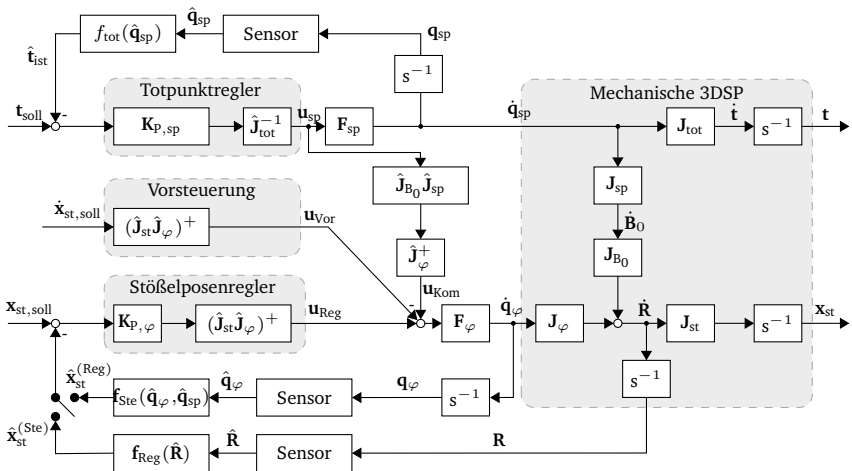 q̂_sp
f_tot(q̂_sp)
Sensor
q_sp
t̂_ist
s⁻¹
Totpunktregler
Mechanische 3DSP
t_soll
-
K_P,sp
Ĵ_tot⁻¹
u_sp
F_sp
q̇_sp
J_tot
ṫ
s⁻¹
t
Ĵ_B₀ Ĵ_sp
J_sp
Vorsteuerung
ẋ_st,soll
(Ĵ_st Ĵ_φ)⁺
u_Vor
Ḃ₀
Ĵ_φ⁺
J_B₀
Stößelposenregler
u_Kom
-
x_st,soll
K_P,φ
(Ĵ_st Ĵ_φ)⁺
u_Reg
F_φ
q̇_φ
J_φ
Ṙ
J_st
s⁻¹
x_st
-
x̂_st^(Reg)
f_Ste(q̂_φ,q̂_sp)
q̂_φ
Sensor
q_φ
s⁻¹
s⁻¹
x̂_st^(Ste)
f_Reg(R̂)
R̂
Sensor
R